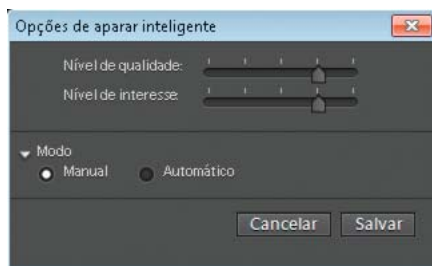 Opções de aparar inteligente
Nível de qualidade:
Nível de interesse:
Modo
Manual Automático
Cancelar Salvar